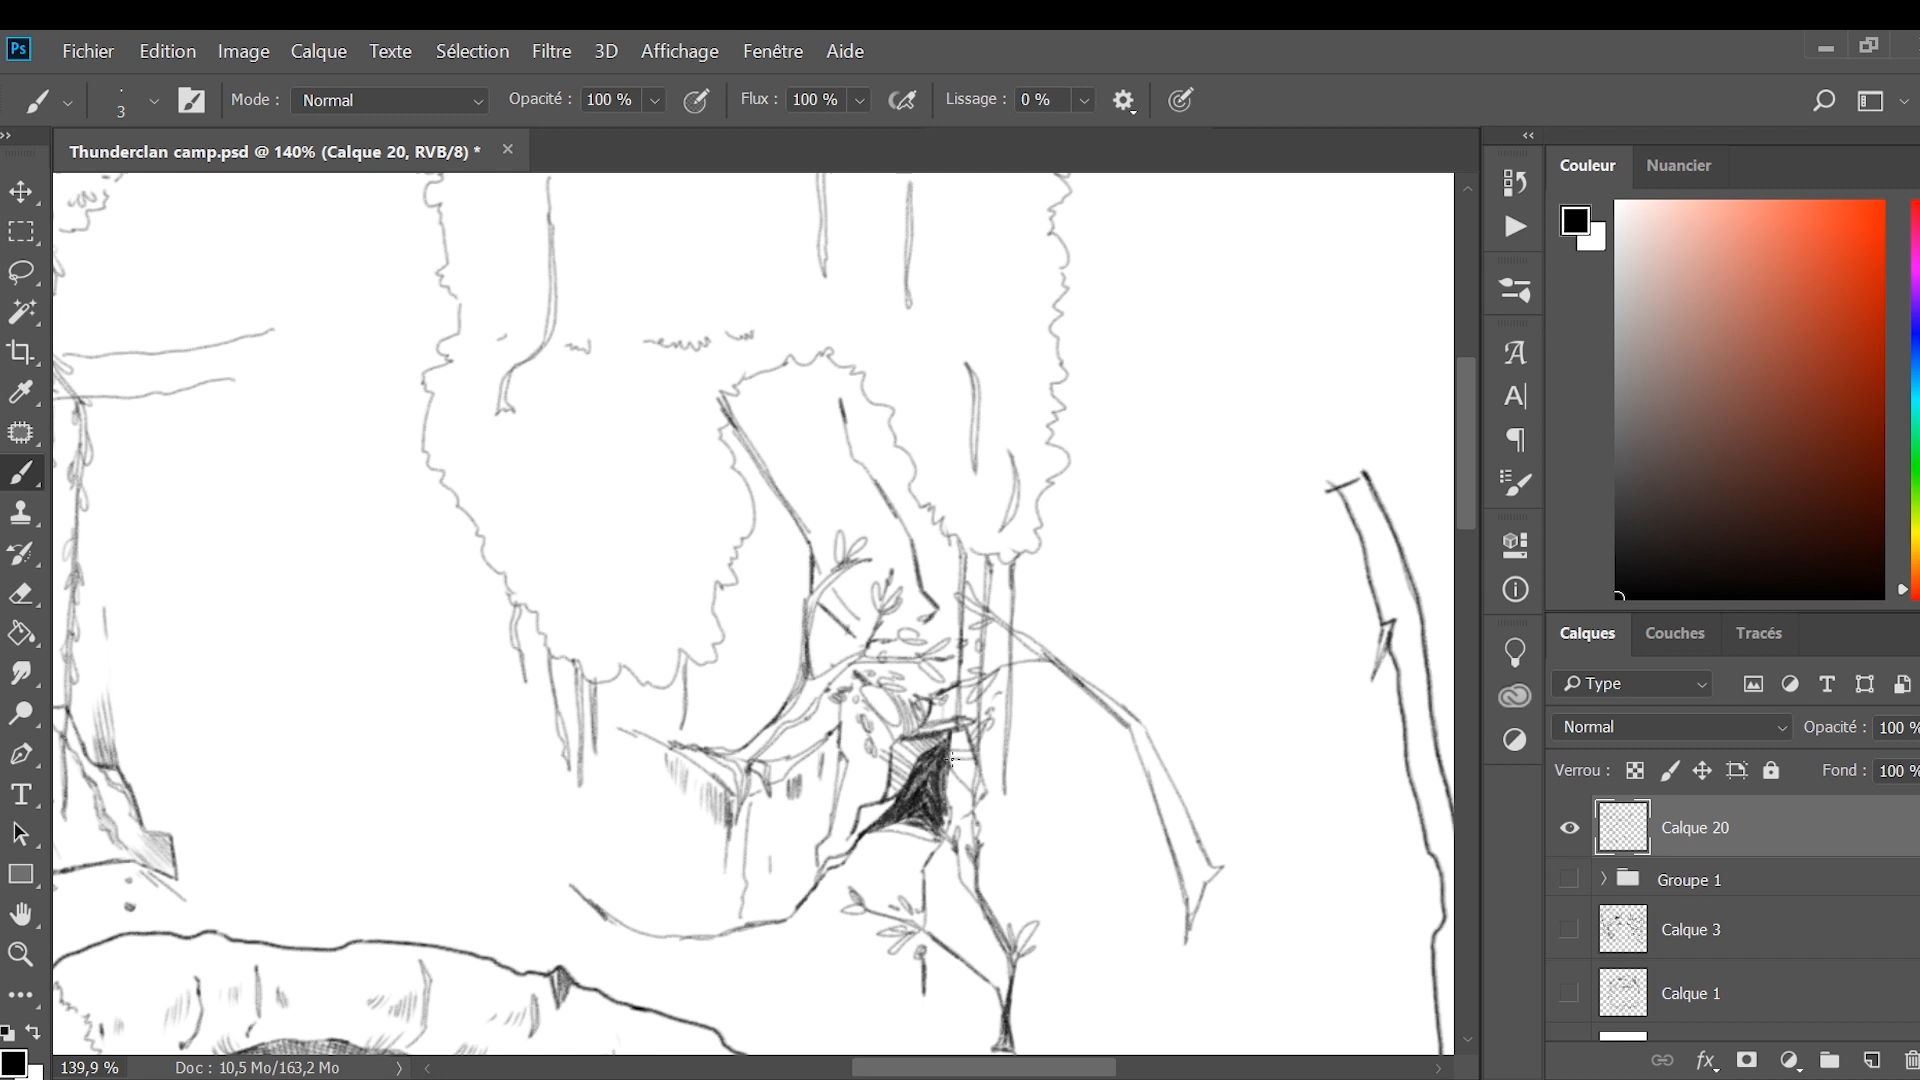 Ps Fichier Edition Image Calque Texte Sélection Filtre 3D Affichage Fenêtre Aide
3 Mode : Normal Opacité : 100 % Flux : 100 % Lissage : 0 %
Thunderclan camp.psd @ 140% (Calque 20, RVB/8) *
Couleur Nuancier
Calques Couches Tracés
Type
Normal Opacité : 100 %
Verrou : Fond : 100 %
Calque 20
Groupe 1
Calque 3
Calque 1
139,9 % Doc : 10,5 Mo/163,2 Mo